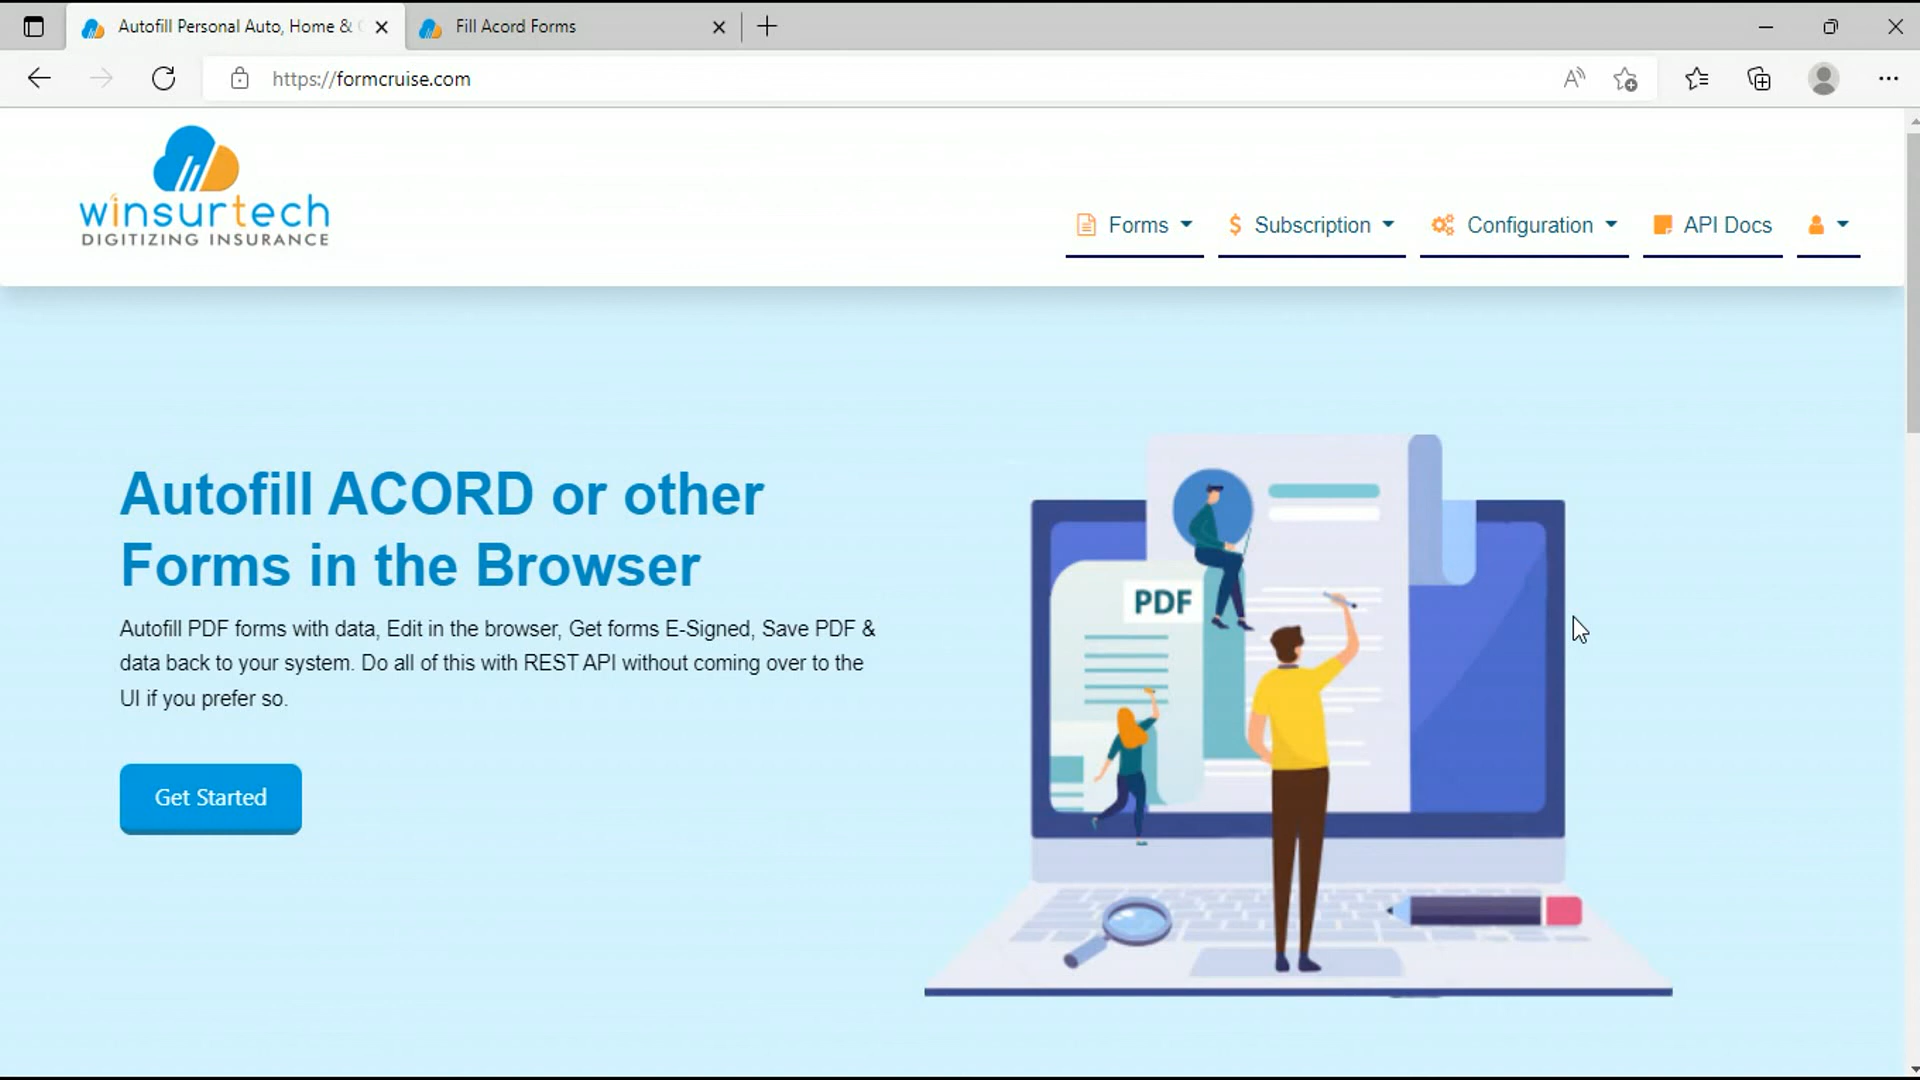 Autofill Personal Auto, Home &
Fill Acord Forms
https://formcruise.com
winsurtech
DIGITIZING INSURANCE
Forms
Subscription
Configuration
API Docs
Autofill ACORD or other
Forms in the Browser
Autofill PDF forms with data, Edit in the browser, Get forms E-Signed, Save PDF &
data back to your system. Do all of this with REST API without coming over to the
UI if you prefer so.
Get Started
PDF